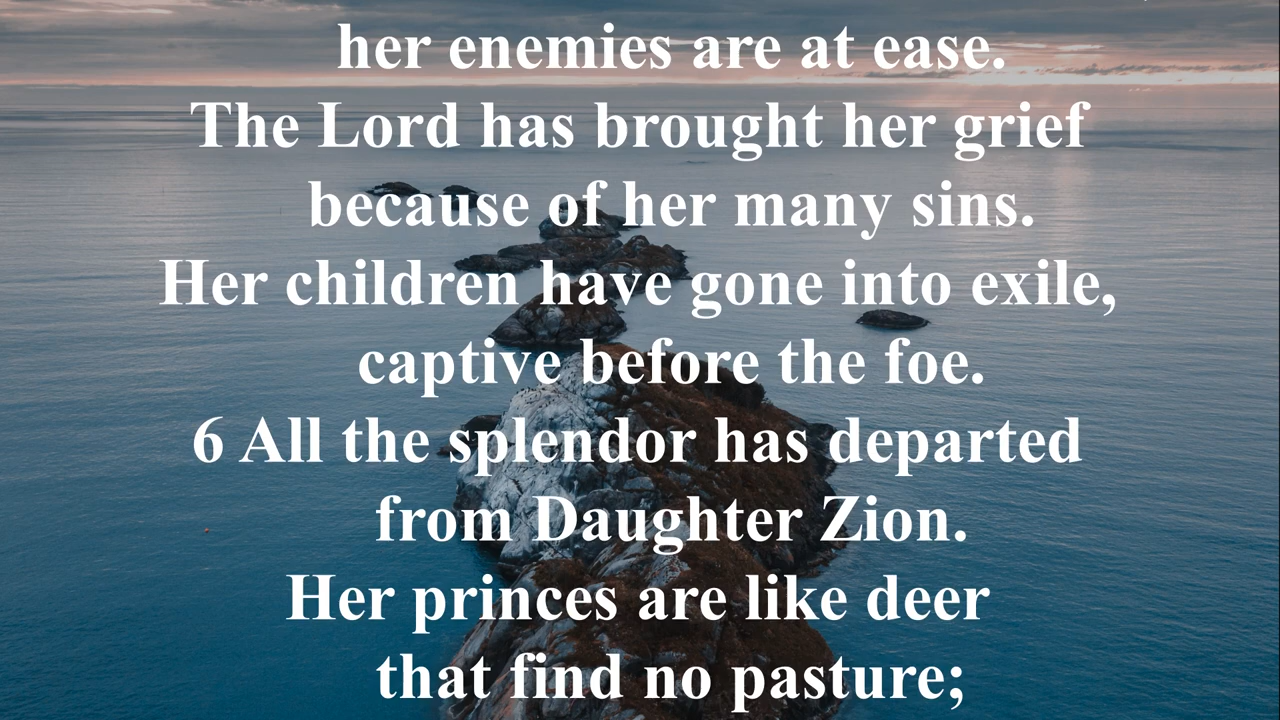 her enemies are at ease.
The Lord has brought her grief
because of her many sins.
Her children have gone into exile,
captive before the foe.
6 All the splendor has departed
from Daughter Zion.
Her princes are like deer
that find no pasture;